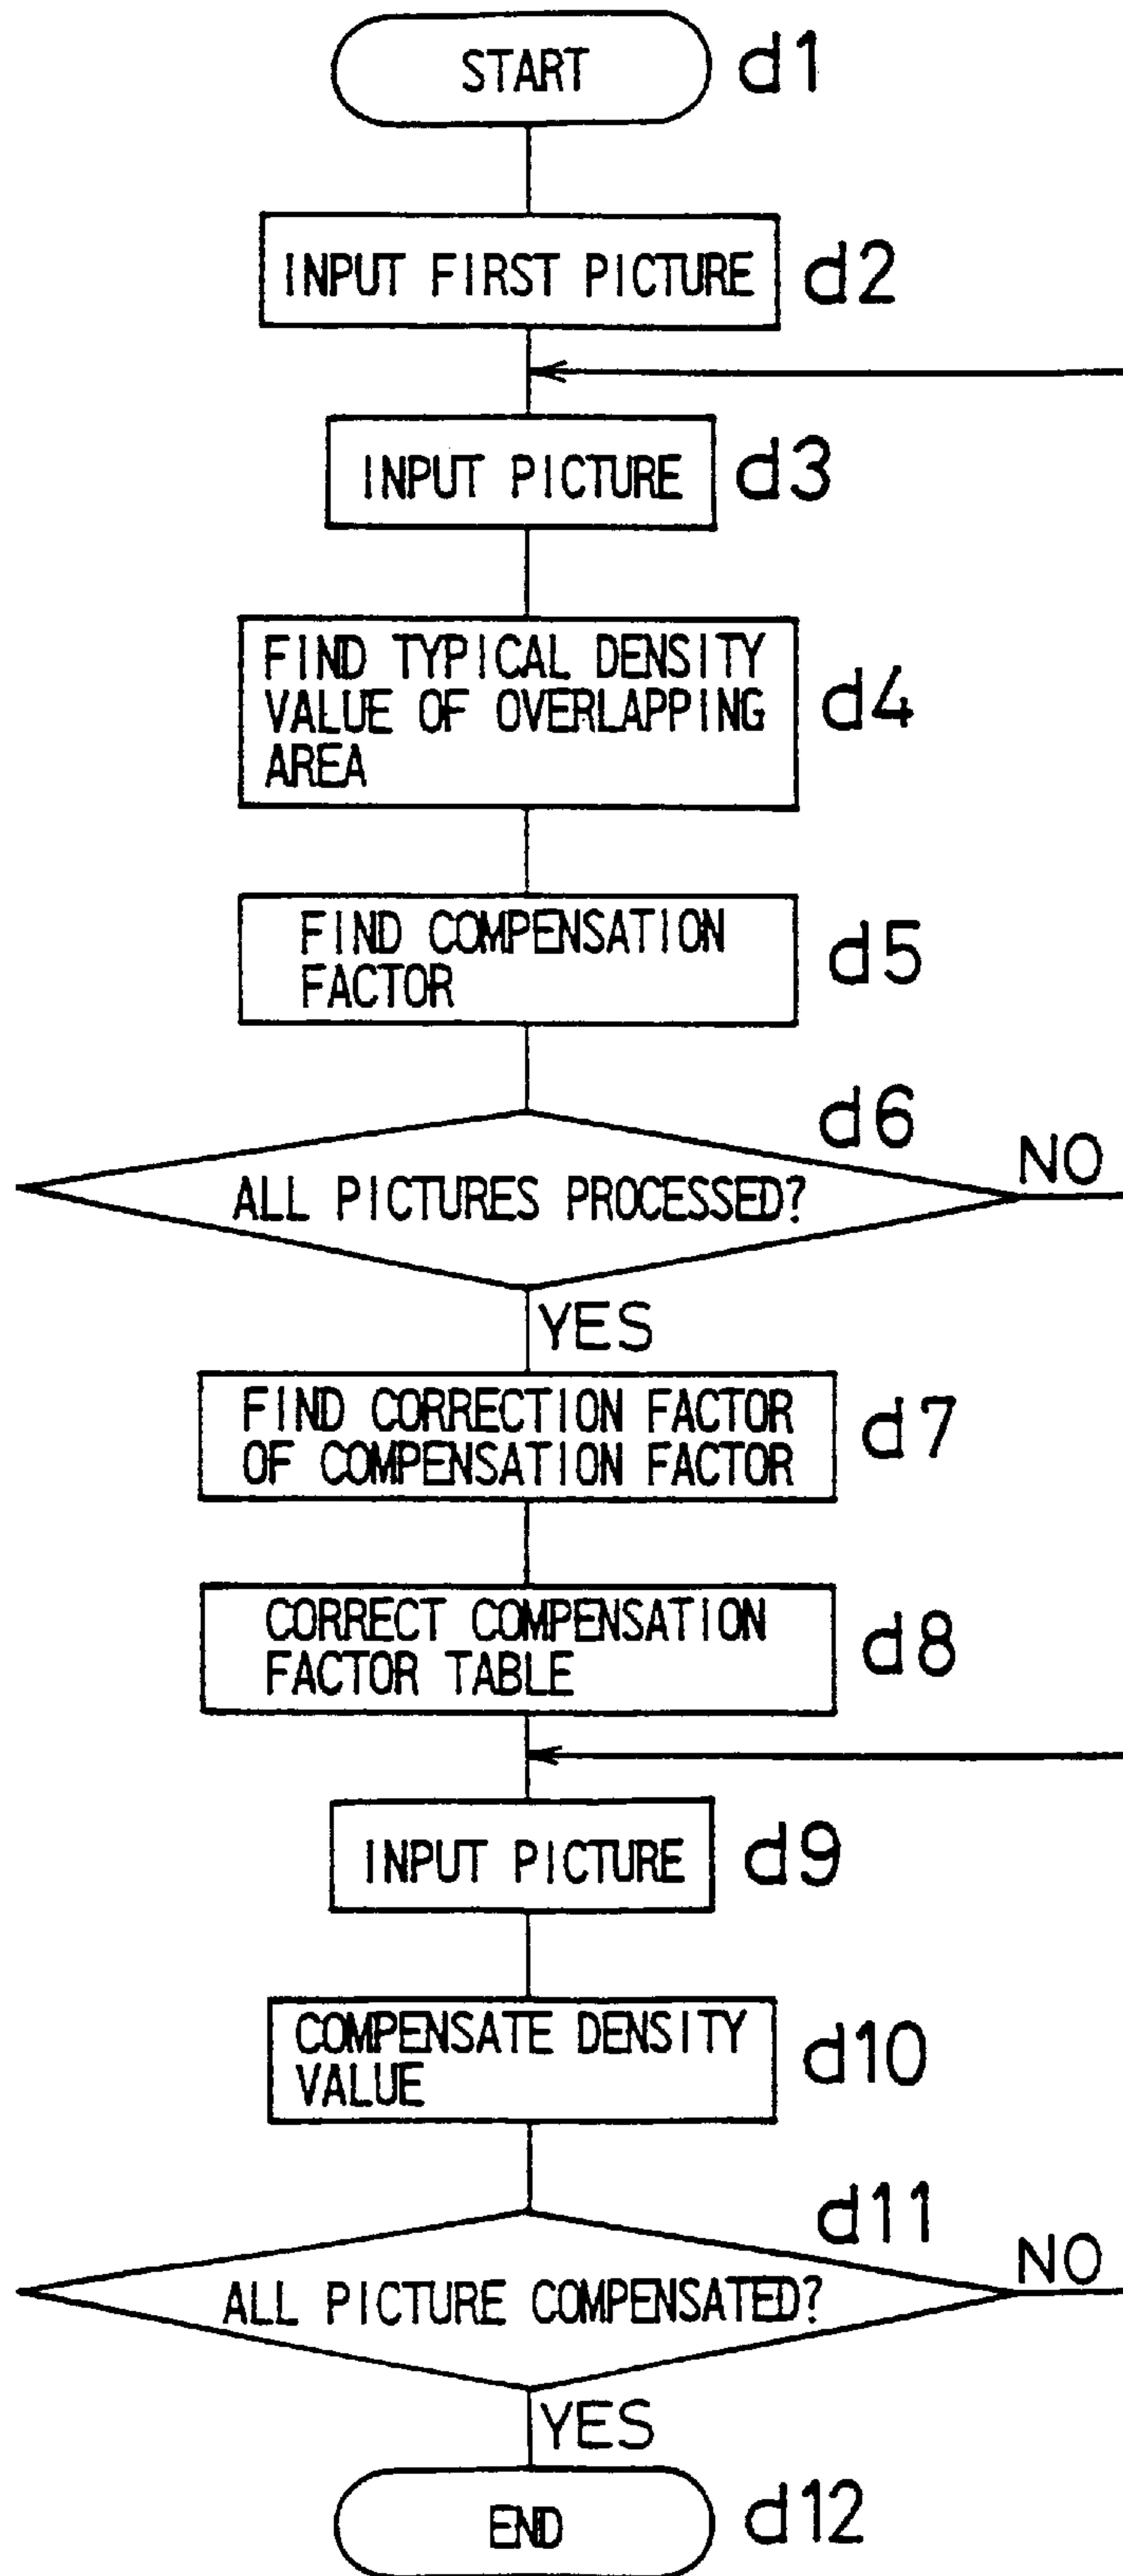 START d1
INPUT FIRST PICTURE d2
INPUT PICTURE d3
FIND TYPICAL DENSITY
VALUE OF OVERLAPPING d4
AREA
FIND COMPENSATION
FACTOR d5
d6
ALL PICTURES PROCESSED? NO
YES
FIND CORRECTION FACTOR
OF COMPENSATION FACTOR d7
CORRECT COMPENSATION
FACTOR TABLE d8
INPUT PICTURE d9
COMPENSATE DENSITY
VALUE d10
d11
ALL PICTURE COMPENSATED? NO
YES
END d12